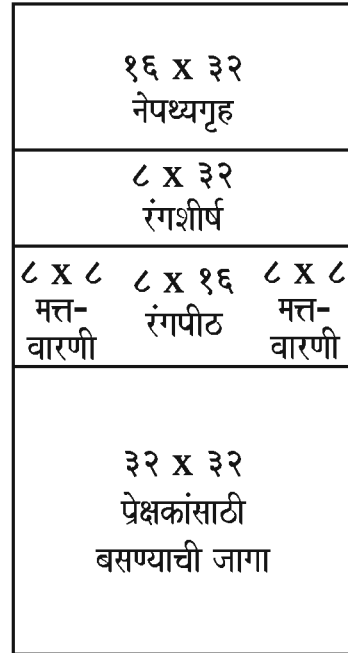 १६ x ३२
नेपथ्यगृह
८ x ३२
रंगशीर्ष
८ x ८
मत्त-
वारणी
८ x १६
रंगपीठ
८ x ८
मत्त-
वारणी
३२ x ३२
प्रेक्षकांसाठी
बसण्याची जागा